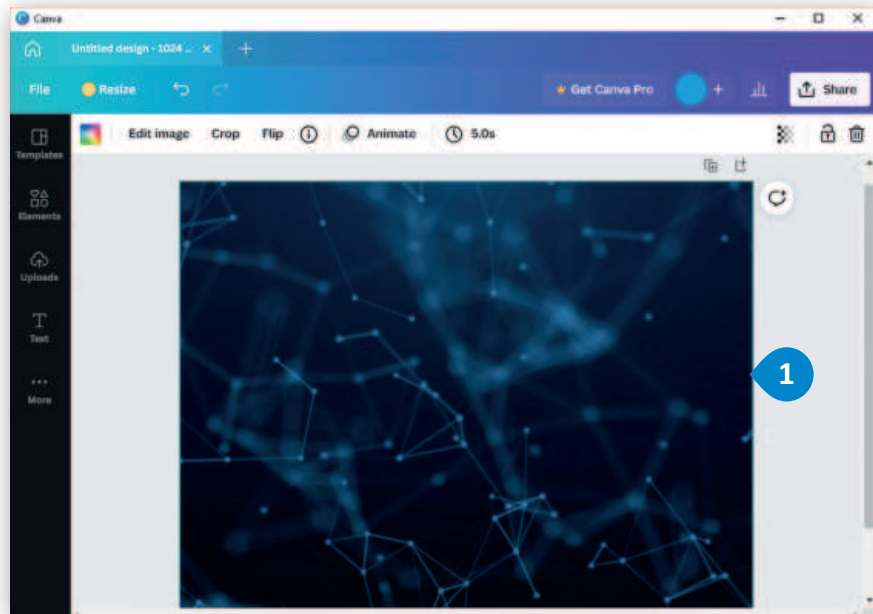 Canva
Untitled design - 1024 ...
File Resize Get Canva Pro Share
Edit image Crop Flip Animate 5.0s
Templates
Elements
Uploads
Text
More
1